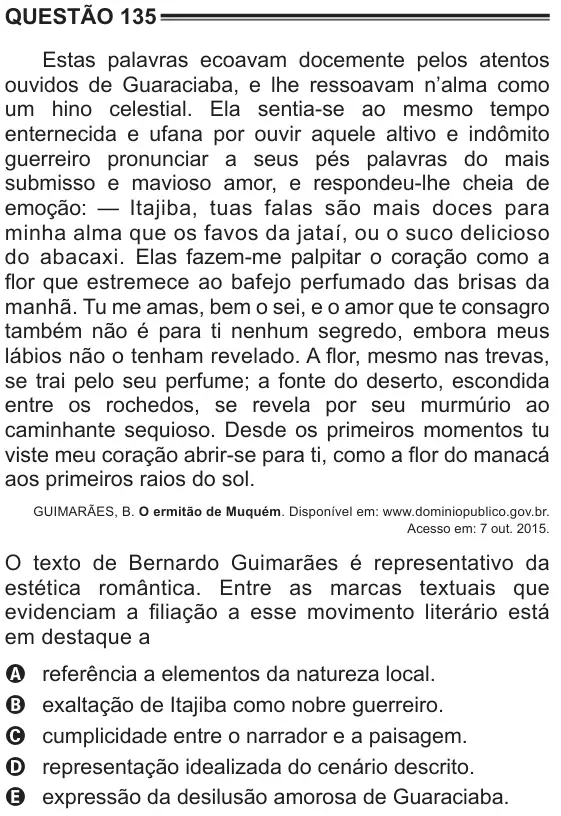 QUESTÃO 135
Estas palavras ecoavam docemente pelos atentos
ouvidos de Guaraciaba, e lhe ressoavam n’alma como
um hino celestial. Ela sentia-se ao mesmo tempo
enternecida e ufana por ouvir aquele altivo e indômito
guerreiro pronunciar a seus pés palavras do mais
submisso e mavioso amor, e respondeu-lhe cheia de
emoção: — Itajiba, tuas falas são mais doces para
minha alma que os favos da jataí, ou o suco delicioso
do abacaxi. Elas fazem-me palpitar o coração como a
flor que estremece ao bafejo perfumado das brisas da
manhã. Tu me amas, bem o sei, e o amor que te consagro
também não é para ti nenhum segredo, embora meus
lábios não o tenham revelado. A flor, mesmo nas trevas,
se trai pelo seu perfume; a fonte do deserto, escondida
entre os rochedos, se revela por seu murmúrio ao
caminhante sequioso. Desde os primeiros momentos tu
viste meu coração abrir-se para ti, como a flor do manacá
aos primeiros raios do sol.
GUIMARÃES, B. O ermitão de Muquém. Disponível em: www.dominiopublico.gov.br.
Acesso em: 7 out. 2015.
O texto de Bernardo Guimarães é representativo da
estética romântica. Entre as marcas textuais que
evidenciam a filiação a esse movimento literário está
em destaque a
A referência a elementos da natureza local.
B exaltação de Itajiba como nobre guerreiro.
C cumplicidade entre o narrador e a paisagem.
D representação idealizada do cenário descrito.
E expressão da desilusão amorosa de Guaraciaba.